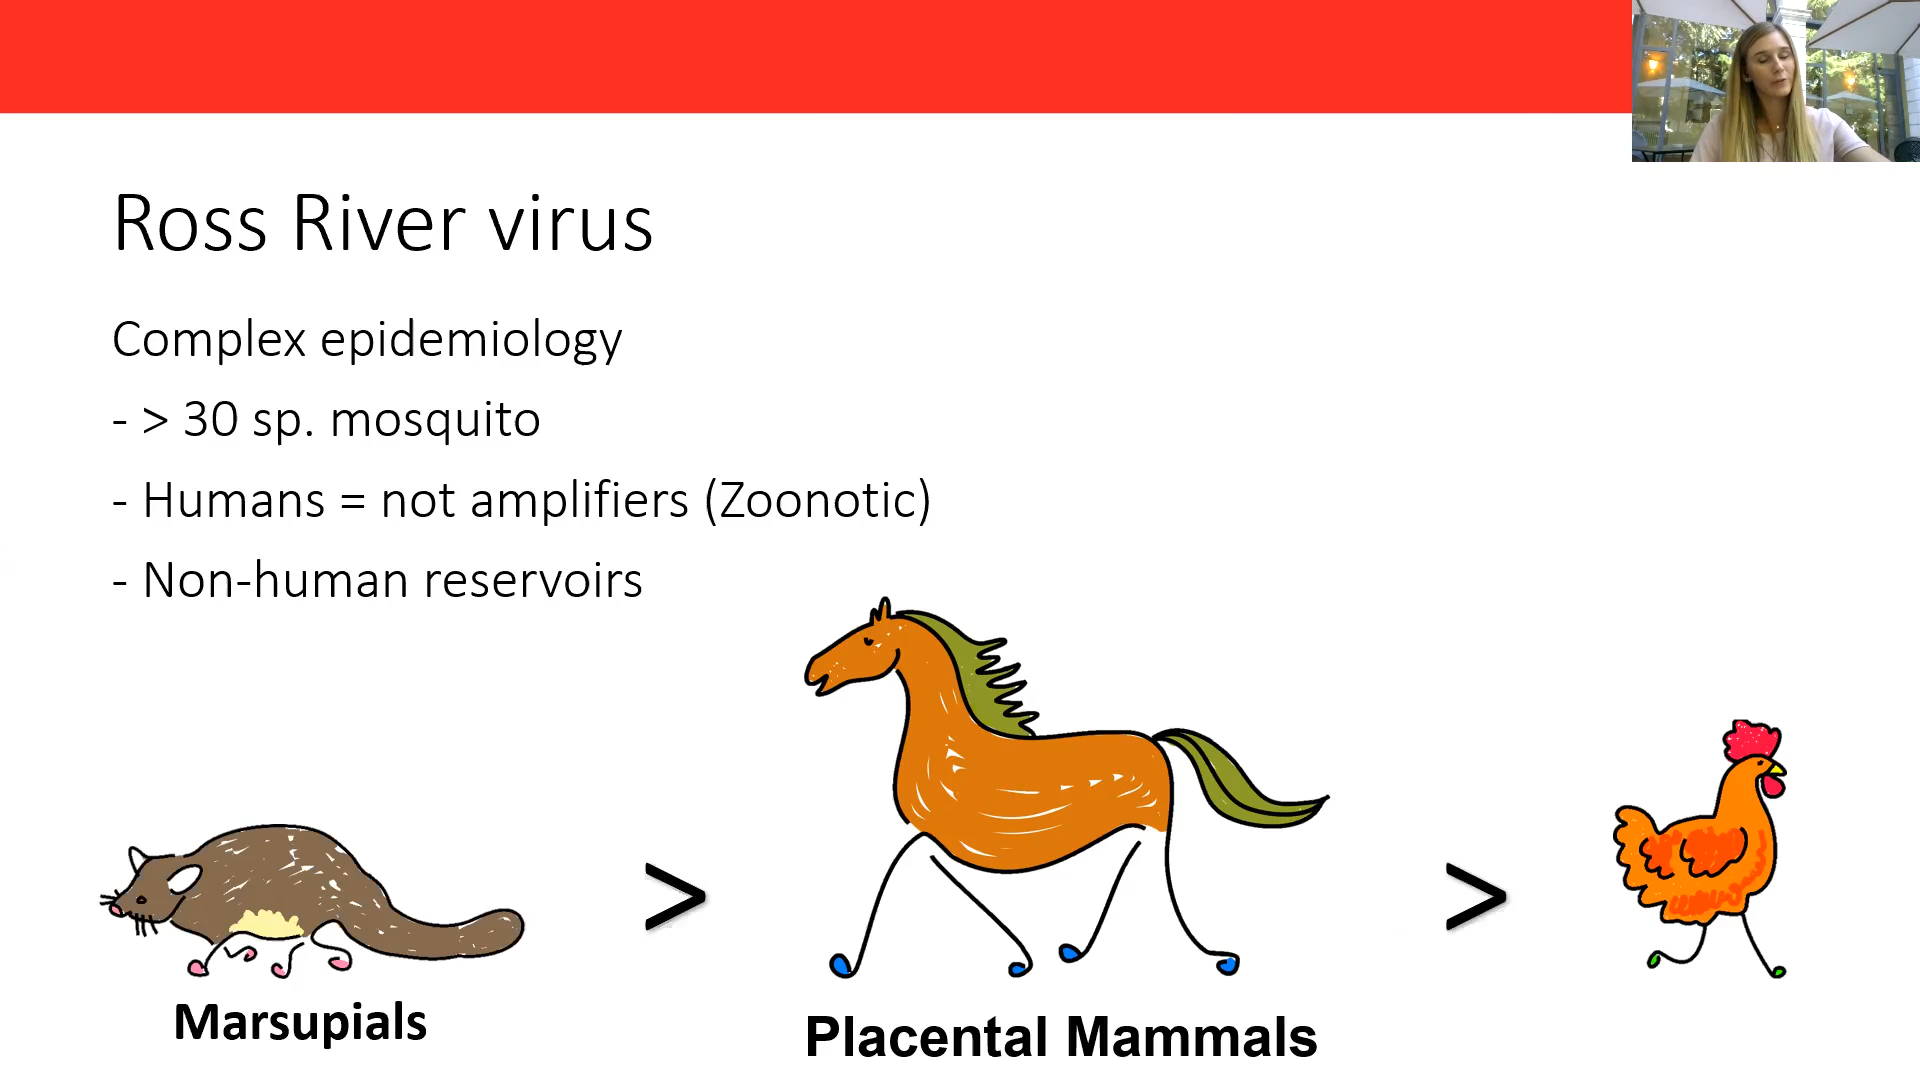 Ross River virus
Complex epidemiology
- > 30 sp. mosquito
- Humans = not amplifiers (Zoonotic)
- Non-human reservoirs
> >
Marsupials
Placental Mammals